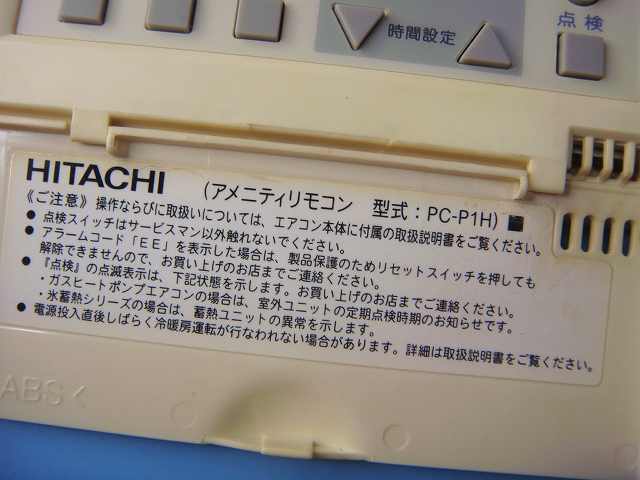 時間設定
点検
HITACHI (アメニティリモコン 型式：PC-P1H) ■
《ご注意》操作ならびに取扱いについては、エアコン本体に付属の取扱説明書をご覧ください。
● 点検スイッチはサービスマン以外触れないでください。
● アラームコード「EE」を表示した場合は、製品保護のためリセットスイッチを押しても
解除できませんので、お買い上げのお店までご連絡ください。
● 『点検』の点滅表示は、下記状態を示します。お買い上げのお店までご連絡ください。
・ガスヒートポンプエアコンの場合は、室外ユニットの定期点検時期のお知らせです。
・氷蓄熱シリーズの場合は、蓄熱ユニットの異常を示します。
● 電源投入直後しばらく冷暖房運転が行なわれない場合があります。詳細は取扱説明書をご覧ください。
ABS<